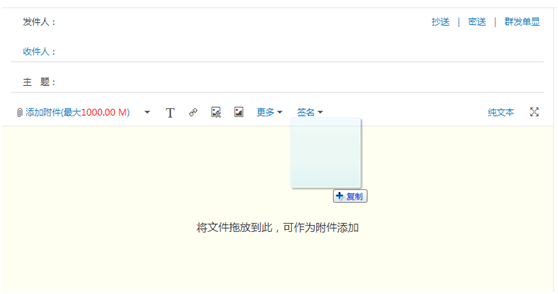 发件人： 抄送 | 密送 | 群发单显
收件人：
主 题：
添加附件(最大1000.00 M) T 更多 签名 纯文本
复制
将文件拖放到此，可作为附件添加